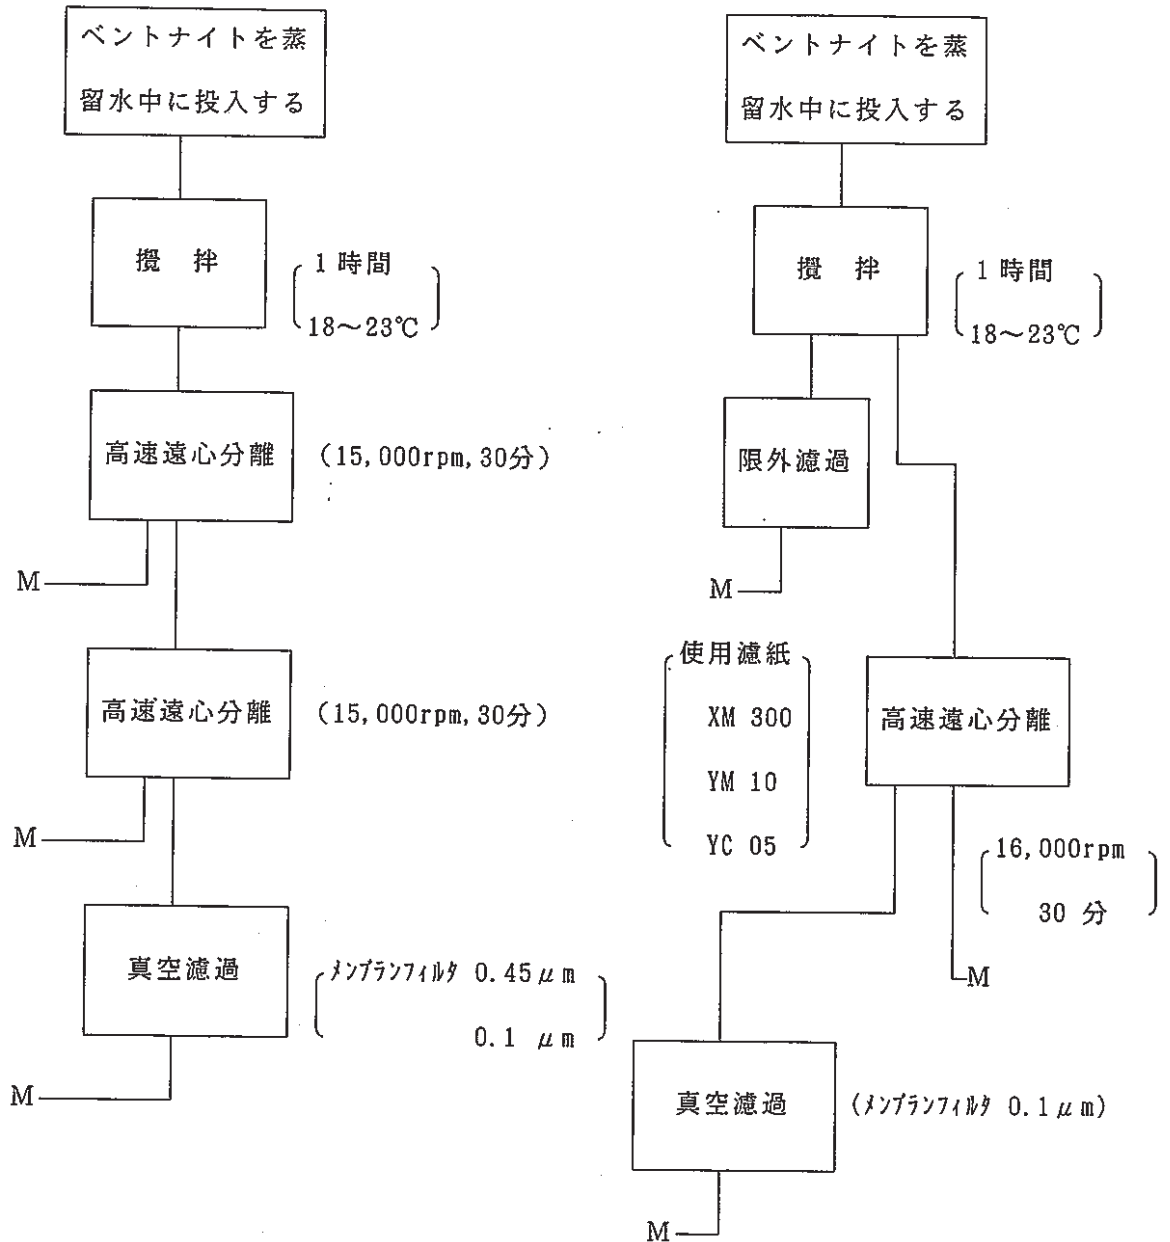 ベントナイトを蒸
留水中に投入する
攪 拌
1 時間
18～23℃
高速遠心分離
(15,000rpm,30分)
M
高速遠心分離
(15,000rpm,30分)
M
真空濾過
ﾒﾝﾌﾞﾗﾝﾌｨﾙﾀ 0.45μm
0.1 μm
M
ベントナイトを蒸
留水中に投入する
攪 拌
1 時間
18～23℃
限外濾過
M
使用濾紙
XM 300
YM 10
YC 05
高速遠心分離
16,000rpm
30 分
M
真空濾過
(ﾒﾝﾌﾞﾗﾝﾌｨﾙﾀ 0.1μm)
M